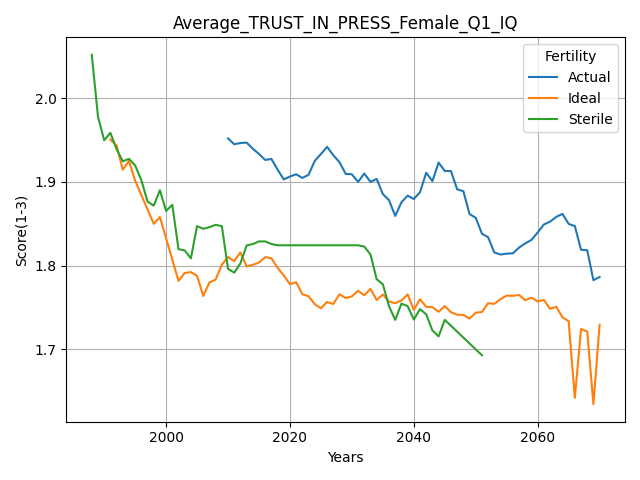 Average_TRUST_IN_PRESS_Female_Q1_IQ
Fertility
Actual
Ideal
Sterile
Score(1-3)
2.0
1.9
1.8
1.7
2000
2020
2040
2060
Years